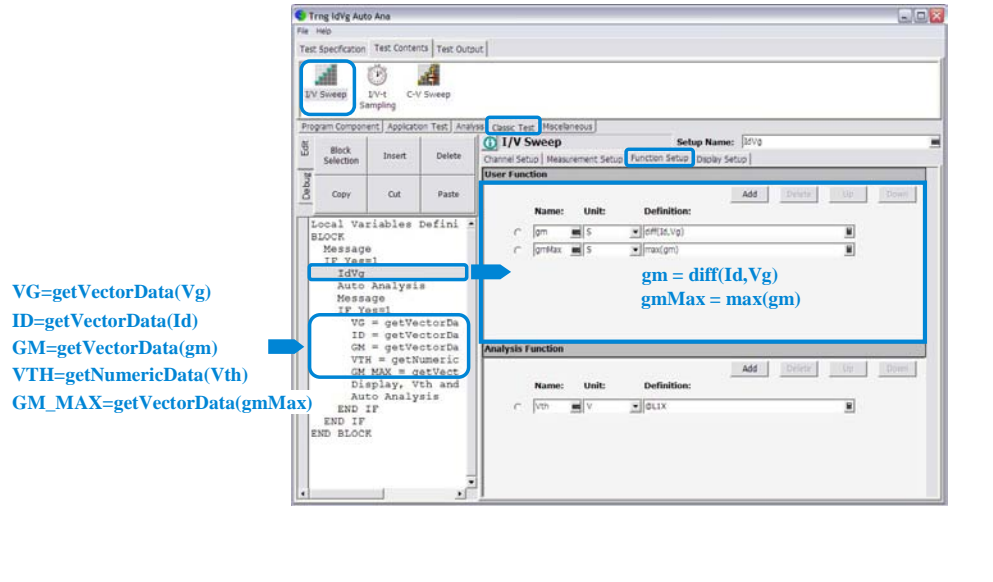 Trng IdVg Auto Ana
File Help
Test Specification Test Contents Test Output
I/V Sweep I/V-t Sampling C-V Sweep
Program Component Application Test Analysis Classic Test Miscellaneous
Edit
Debug
Block Selection Insert Delete
Copy Cut Paste
Local Variables Defini
BLOCK
Message
IF Yes=1
IdVg
Auto Analysis
Message
IF Yes=1
VG = getVectorDa
ID = getVectorDa
GM = getVectorDa
VTH = getNumeric
GM_MAX = getVect
Display, Vth and
Auto Analysis
END IF
END IF
END BLOCK
I/V Sweep Setup Name: IdVg
Channel Setup Measurement Setup Function Setup Display Setup
User Function
Add Delete Up Down
Name: Unit: Definition:
gm S diff(Id,Vg)
gmMax S max(gm)
gm = diff(Id,Vg)
gmMax = max(gm)
Analysis Function
Add Delete Up Down
Name: Unit: Definition:
Vth V @L1X
VG=getVectorData(Vg)
ID=getVectorData(Id)
GM=getVectorData(gm)
VTH=getNumericData(Vth)
GM_MAX=getVectorData(gmMax)